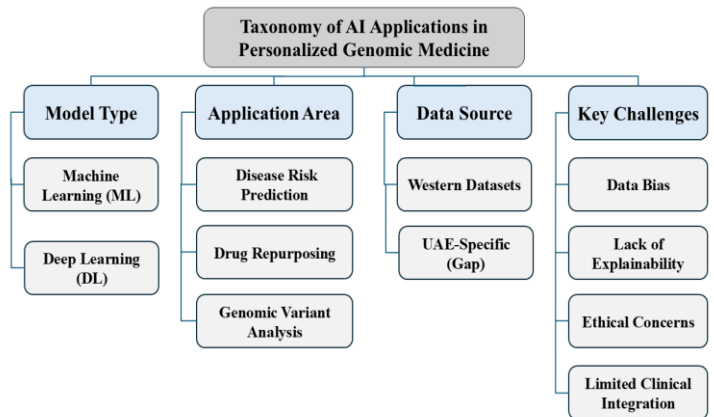 Taxonomy of AI Applications in
Personalized Genomic Medicine
Model Type
Machine
Learning (ML)
Deep Learning
(DL)
Application Area
Disease Risk
Prediction
Drug Repurposing
Genomic Variant
Analysis
Data Source
Western Datasets
UAE-Specific
(Gap)
Key Challenges
Data Bias
Lack of
Explainability
Ethical Concerns
Limited Clinical
Integration